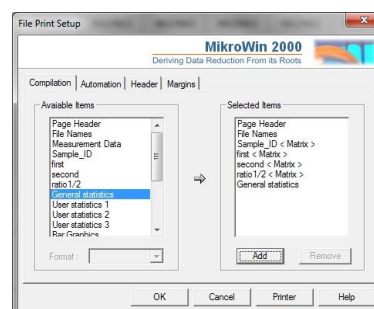 File Print Setup
MikroWin 2000
Deriving Data Reduction From its Roots
Compilation
Automation
Header
Margins
Avaiable Items
Page Header
File Names
Measurement Data
Sample_ID
first
second
ratio1/2
General statistics
User statistics 1
User statistics 2
User statistics 3
Bar Graphics
Format :
Selected Items
Page Header
File Names
Sample_ID < Matrix >
first < Matrix >
second < Matrix >
ratio1/2 < Matrix >
General statistics
Add
Remove
OK
Cancel
Printer
Help